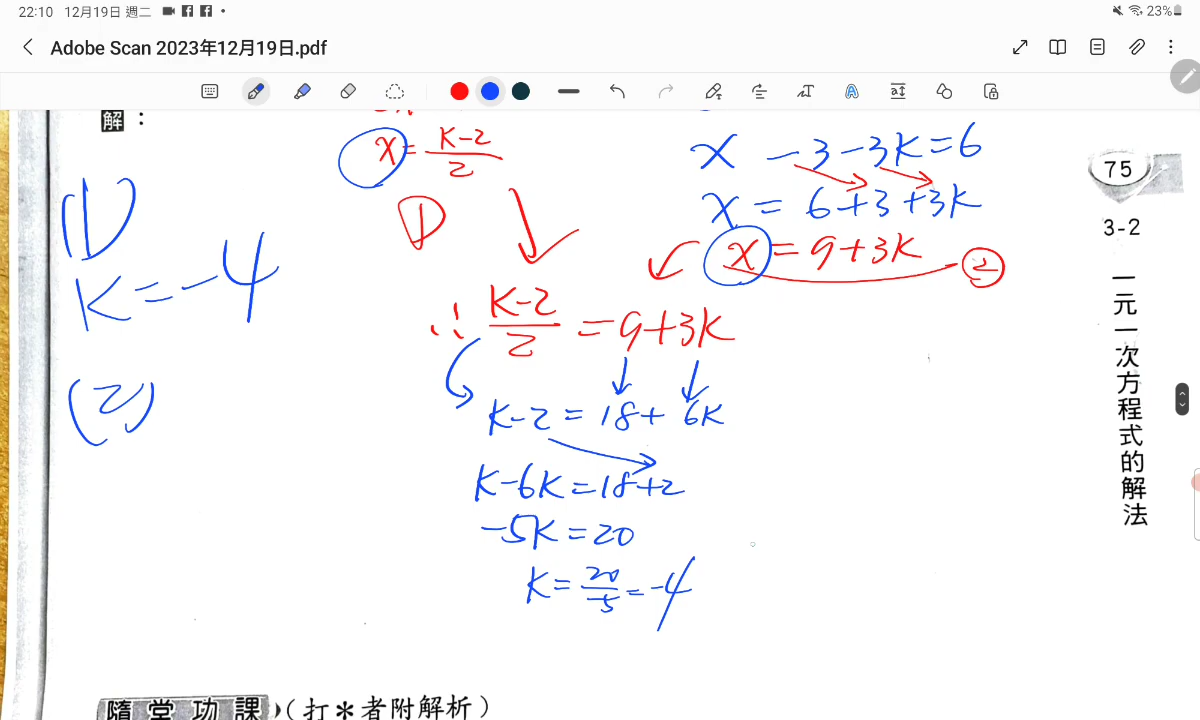 22:10 12月19日 週二
23%
Adobe Scan 2023年12月19日.pdf
解：
x = K-2/2
①
x -3-3K=6
x = 6+3+3K
x = 9+3K ②
∴ K-2/2 = 9+3K
K-2 = 18+6K
K-6K=18+2
-5K=20
K=20/-5=-4
(1)
K=-4
(2)
75
3-2
一元一次方程式的解法
隨堂功課 (打＊者附解析)